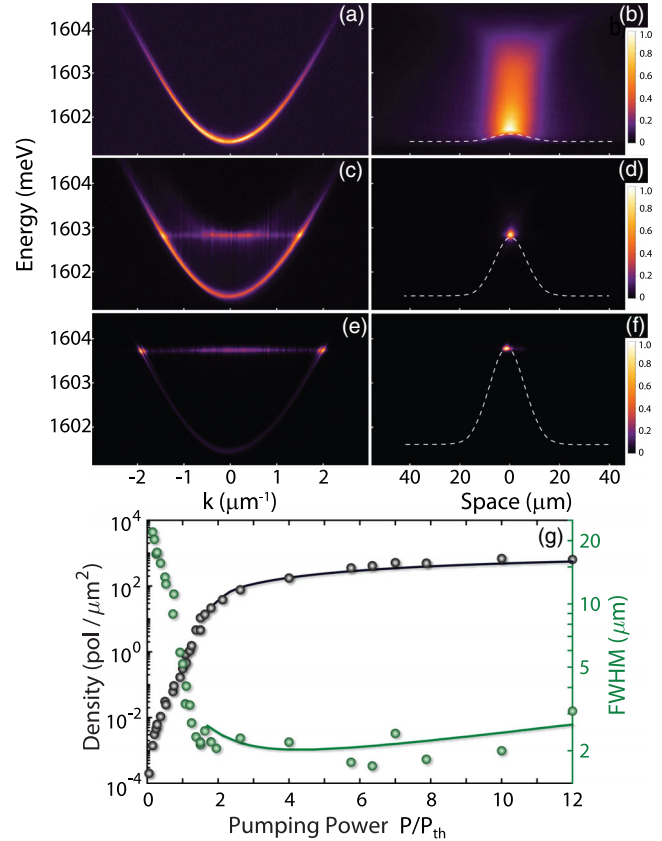 (a)
(b)
1604
1603
1602
1.0
0.8
0.6
0.4
0.2
0
(c)
(d)
Energy (meV)
1604
1603
1602
1.0
0.8
0.6
0.4
0.2
0
(e)
(f)
1604
1603
1602
1.0
0.8
0.6
0.4
0.2
0
-2 -1 0 1 2
k (μm⁻¹)
40 20 0 20 40
Space (μm)
(g)
10⁴
10²
10⁰
10⁻²
10⁻⁴
Density (pol / μm²)
20
10
5
2
FWHM (μm)
0 2 4 6 8 10 12
Pumping Power P/Pth